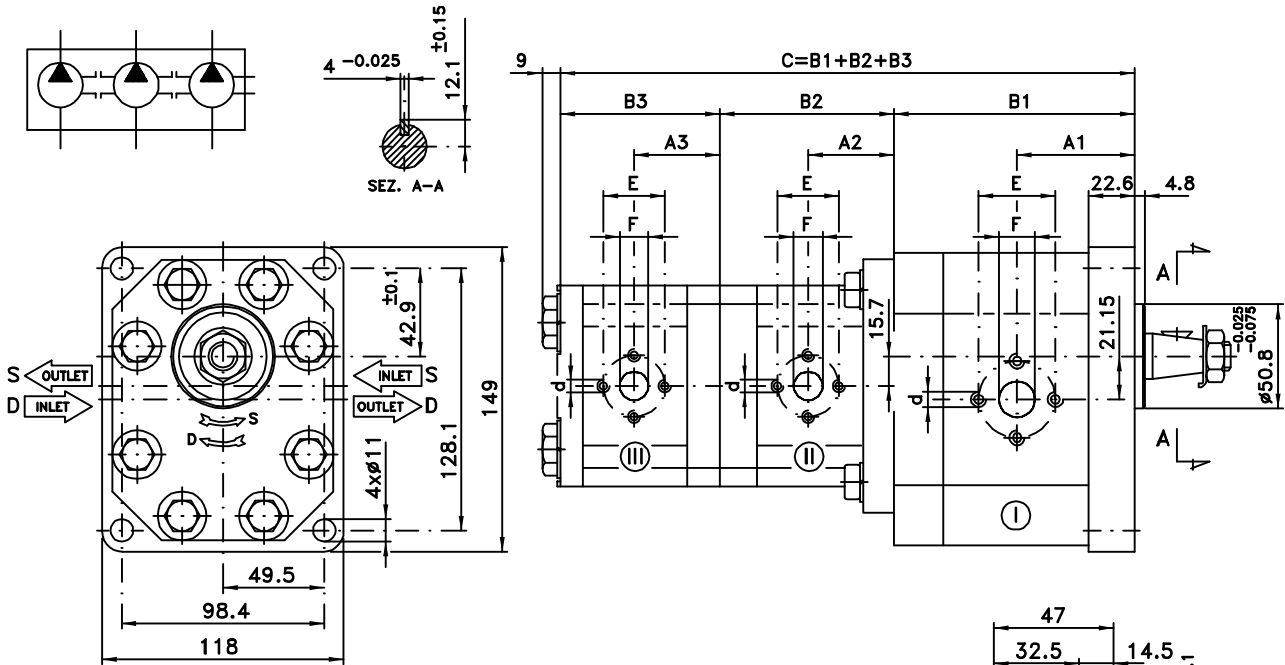 4 -0.025
12.1 ±0.15
SEZ. A-A
9
C=B1+B2+B3
B3
B2
B1
A3
A2
A1
E
E
E
22.6
4.8
F
F
F
A
A
±0.1
42.9
15.7
21.15
-0.025
-0.075
ø50.8
S
OUTLET
INLET
S
D
INLET
OUTLET
D
S
D
d
d
d
149
128.1
4xø11
III
II
I
49.5
98.4
118
47
32.5
14.5